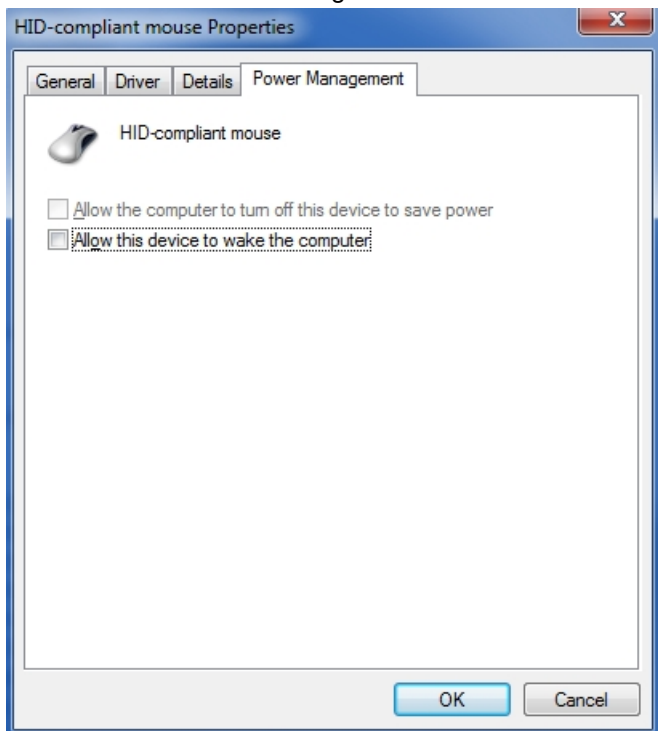 HID-compliant mouse Properties
General Driver Details Power Management
HID-compliant mouse
Allow the computer to turn off this device to save power
Allow this device to wake the computer
OK Cancel